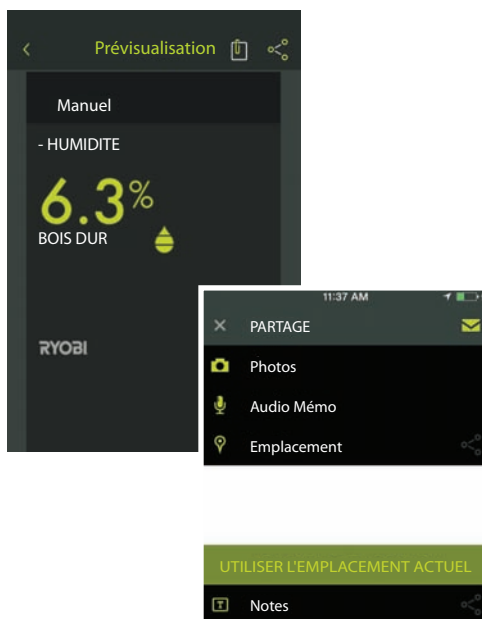 Prévisualisation
Manuel
- HUMIDITE
6.3%
BOIS DUR
RYOBI
11:37 AM
PARTAGE
Photos
Audio Mémo
Emplacement
UTILISER L'EMPLACEMENT ACTUEL
T Notes